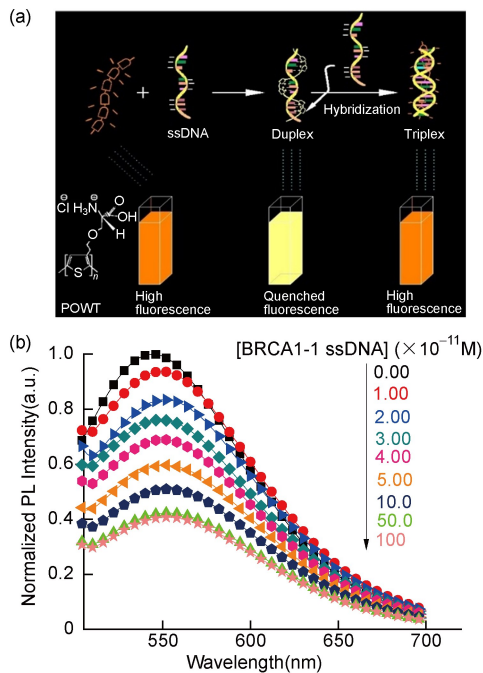 (a)
+
ssDNA
Duplex
Hybridization
Triplex
Cl ⊖ H₃N ⊕ O
OH
O H
S n
POWT
High
fluorescence
Quenched
fluorescence
High
fluorescence
(b)
[BRCA1-1 ssDNA] (×10⁻¹¹M)
0.00
1.00
2.00
3.00
4.00
5.00
10.0
50.0
100
Normalized PL Intensity(a.u.)
1.0
0.8
0.6
0.4
0.2
0
550 600 650 700
Wavelength(nm)